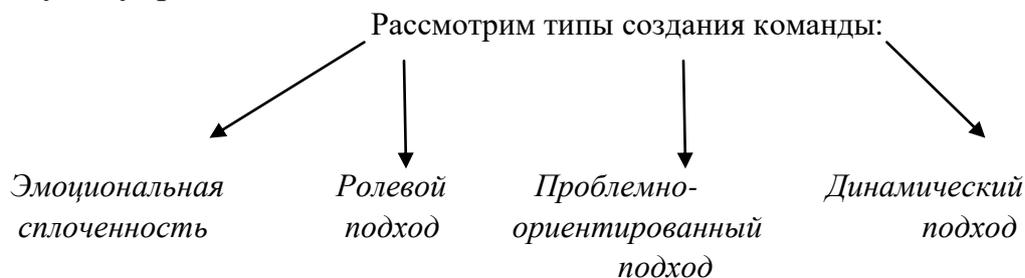 Рассмотрим типы создания команды:
Эмоциональная
сплоченность
Ролевой
подход
Проблемно-
ориентированный
подход
Динамический
подход